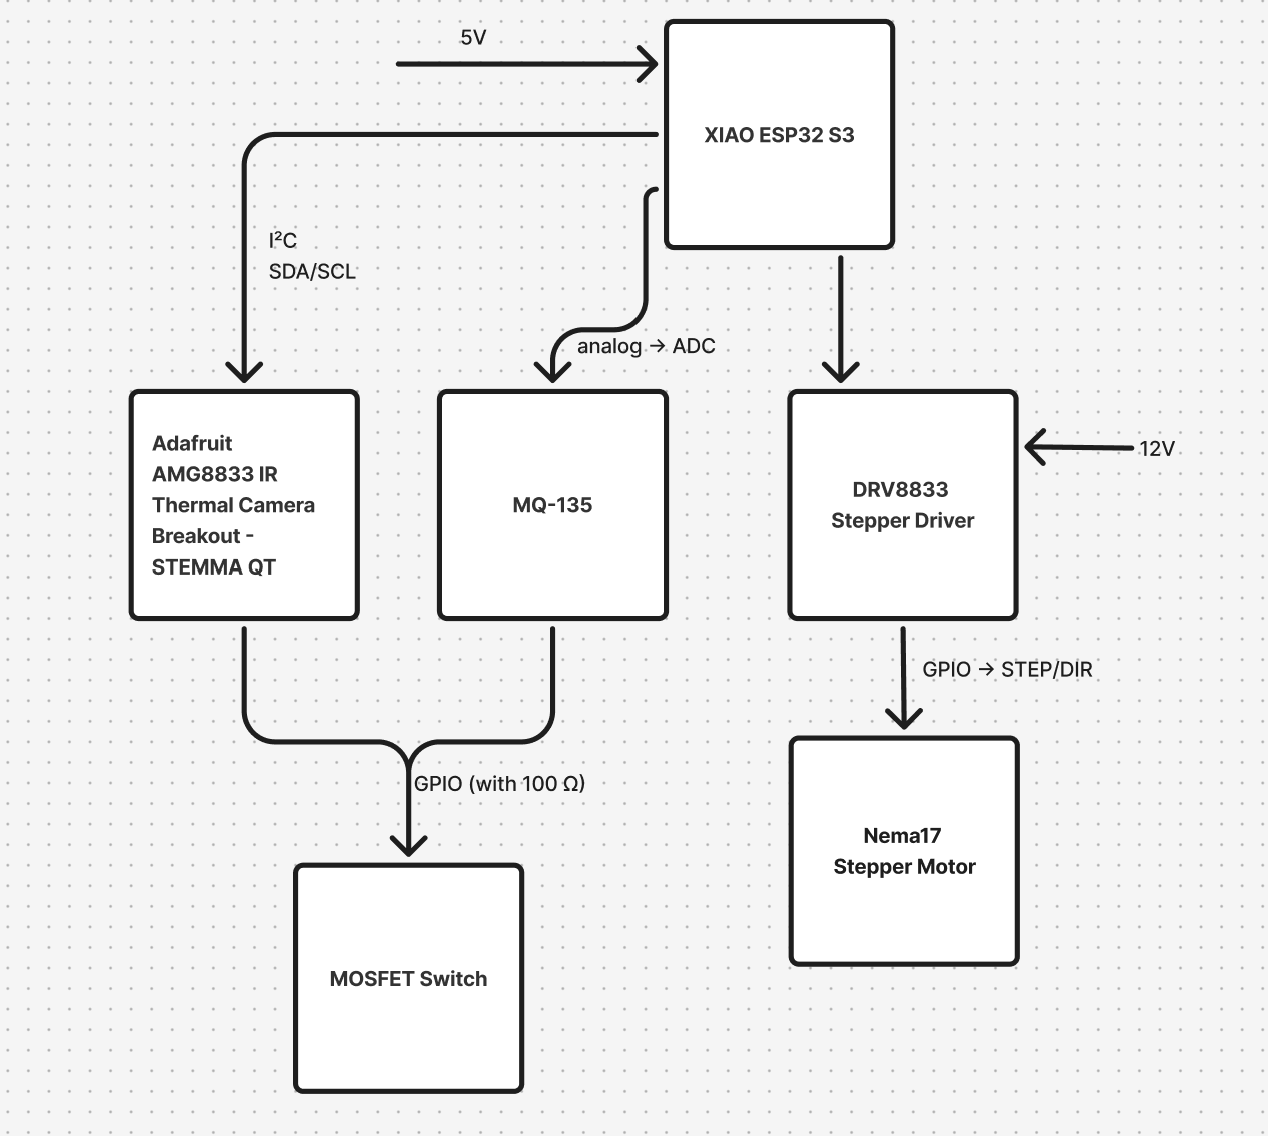 5V
XIAO ESP32 S3
I²C
SDA/SCL
analog → ADC
Adafruit
AMG8833 IR
Thermal Camera
Breakout -
STEMMA QT
MQ-135
DRV8833
Stepper Driver
12V
GPIO → STEP/DIR
GPIO (with 100 Ω)
Nema17
Stepper Motor
MOSFET Switch